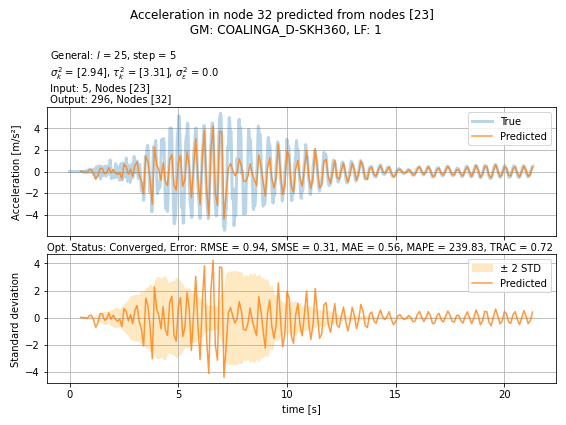 Acceleration in node 32 predicted from nodes [23]
GM: COALINGA_D-SKH360, LF: 1
General: l = 25, step = 5
σ²ₖ = [2.94], τ²ₖ = [3.31], σ²ε = 0.0
Input: 5, Nodes [23]
Output: 296, Nodes [32]
Acceleration [m/s²]
4
2
0
−2
−4
True
Predicted
Opt. Status: Converged, Error: RMSE = 0.94, SMSE = 0.31, MAE = 0.56, MAPE = 239.83, TRAC = 0.72
Standard deviation
4
2
0
−2
−4
± 2 STD
Predicted
0
5
10
15
20
time [s]